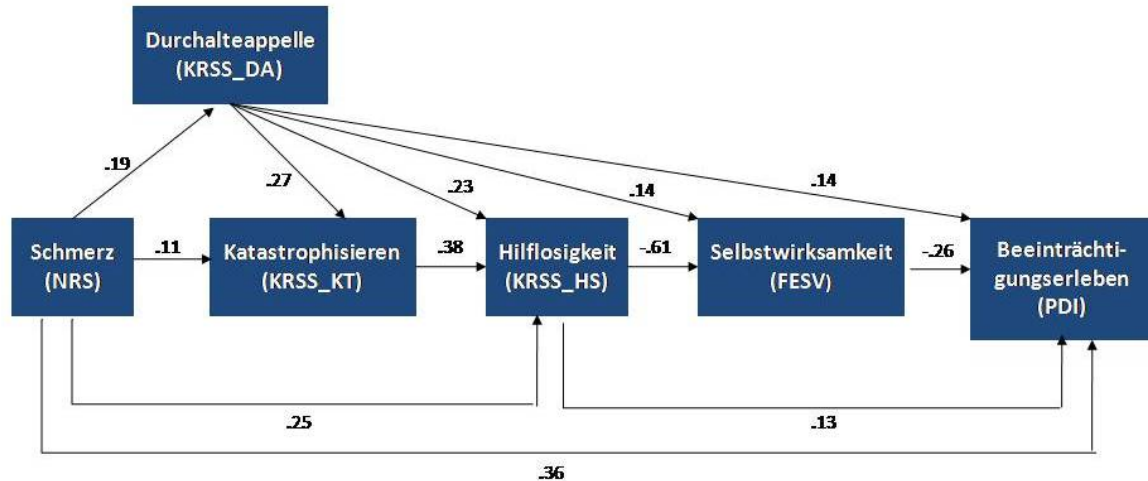 Durchalteappelle
(KRSS_DA)
.19
.27
.23
.14
.14
Schmerz
(NRS)
.11
Katastrophisieren
(KRSS_KT)
.38
Hilflosigkeit
(KRSS_HS)
-.61
Selbstwirksamkeit
(FESV)
-.26
Beeinträchti-
gungserleben
(PDI)
.25
.13
.36